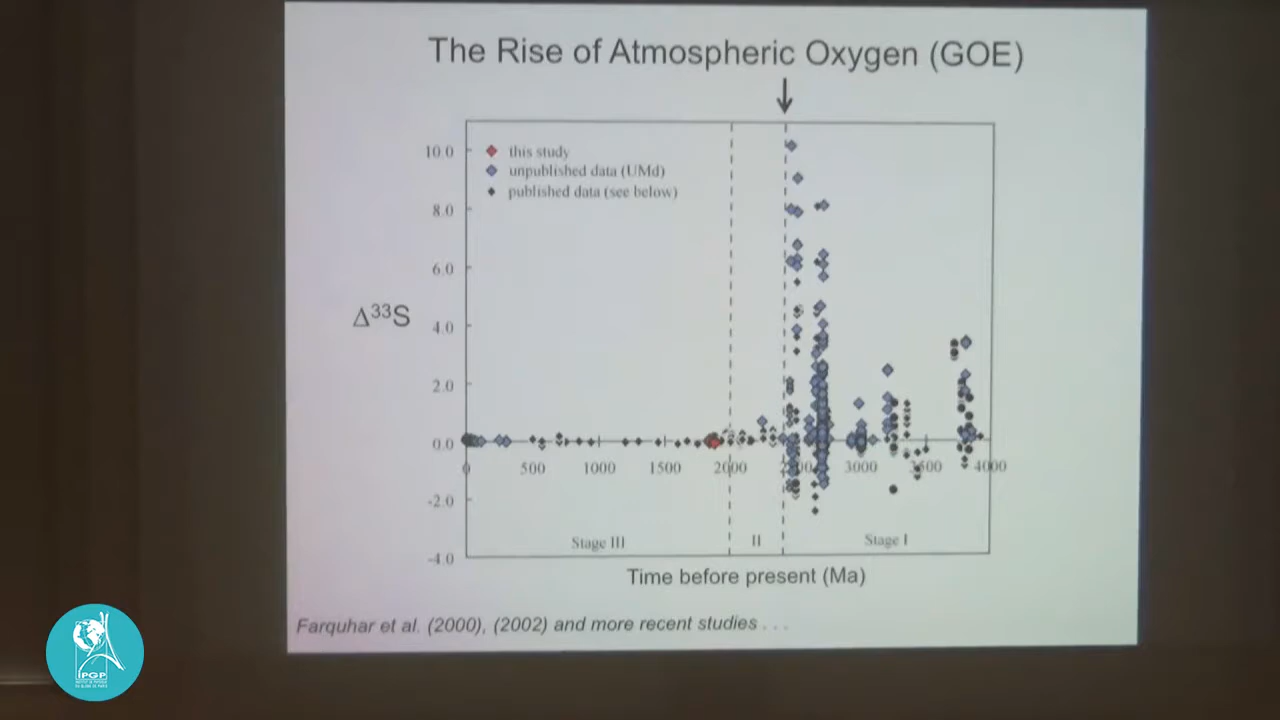 The Rise of Atmospheric Oxygen (GOE)
this study
unpublished data (UMd)
published data (see below)
10.0
8.0
6.0
4.0
2.0
0.0
-2.0
-4.0
Δ³³S
0 500 1000 1500 2000 3000 3500 4000
Stage III II Stage I
Time before present (Ma)
Farquhar et al. (2000), (2002) and more recent studies . . .
IPGP